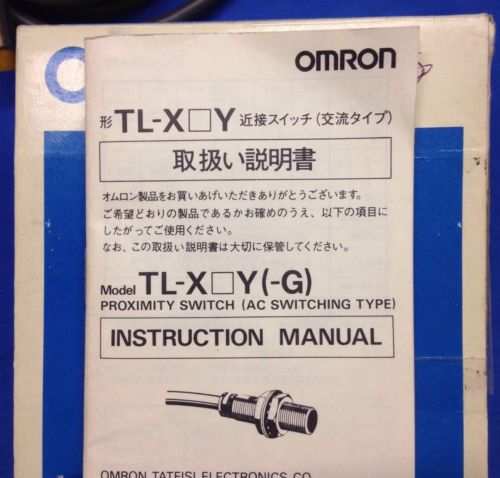 OMRON
形 TL-X□Y 近接スイッチ(交流タイプ)
取扱い説明書
オムロン製品をお買いあげいただきありがとうございます。
ご希望どおりの製品であるかお確めのうえ、以下の項目に
したがってご使用ください。
なお、この取扱い説明書は大切に保管してください。
Model TL-X□Y(-G)
PROXIMITY SWITCH (AC SWITCHING TYPE)
INSTRUCTION MANUAL
OMRON TATEISI ELECTRONICS CO